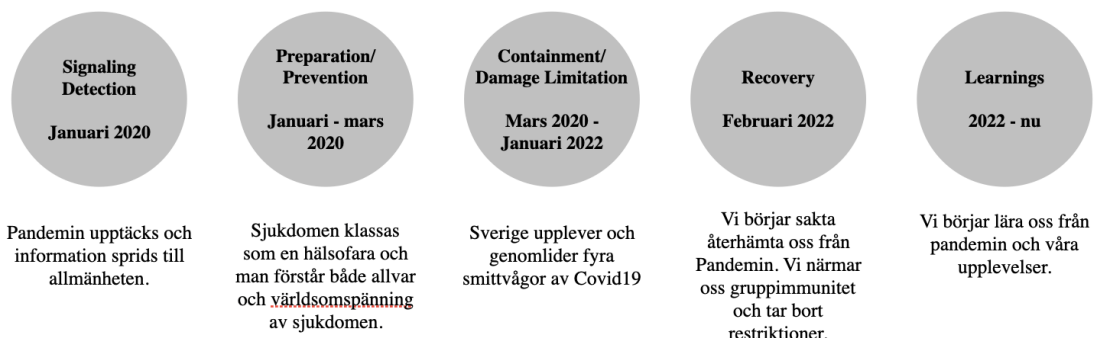 Signaling
Detection
Januari 2020
Preparation/
Prevention
Januari - mars
2020
Containment/
Damage Limitation
Mars 2020 -
Januari 2022
Recovery
Februari 2022
Learnings
2022 - nu
Pandemin upptäcks och
information sprids till
allmänheten.
Sjukdomen klassas
som en hälsofara och
man förstår både allvar
och världsomspänning
av sjukdomen.
Sverige upplever och
genomlider fyra
smittvågor av Covid19
Vi börjar sakta
återhämta oss från
Pandemin. Vi närmar
oss gruppimmunitet
och tar bort
restriktioner.
Vi börjar lära oss från
pandemin och våra
upplevelser.